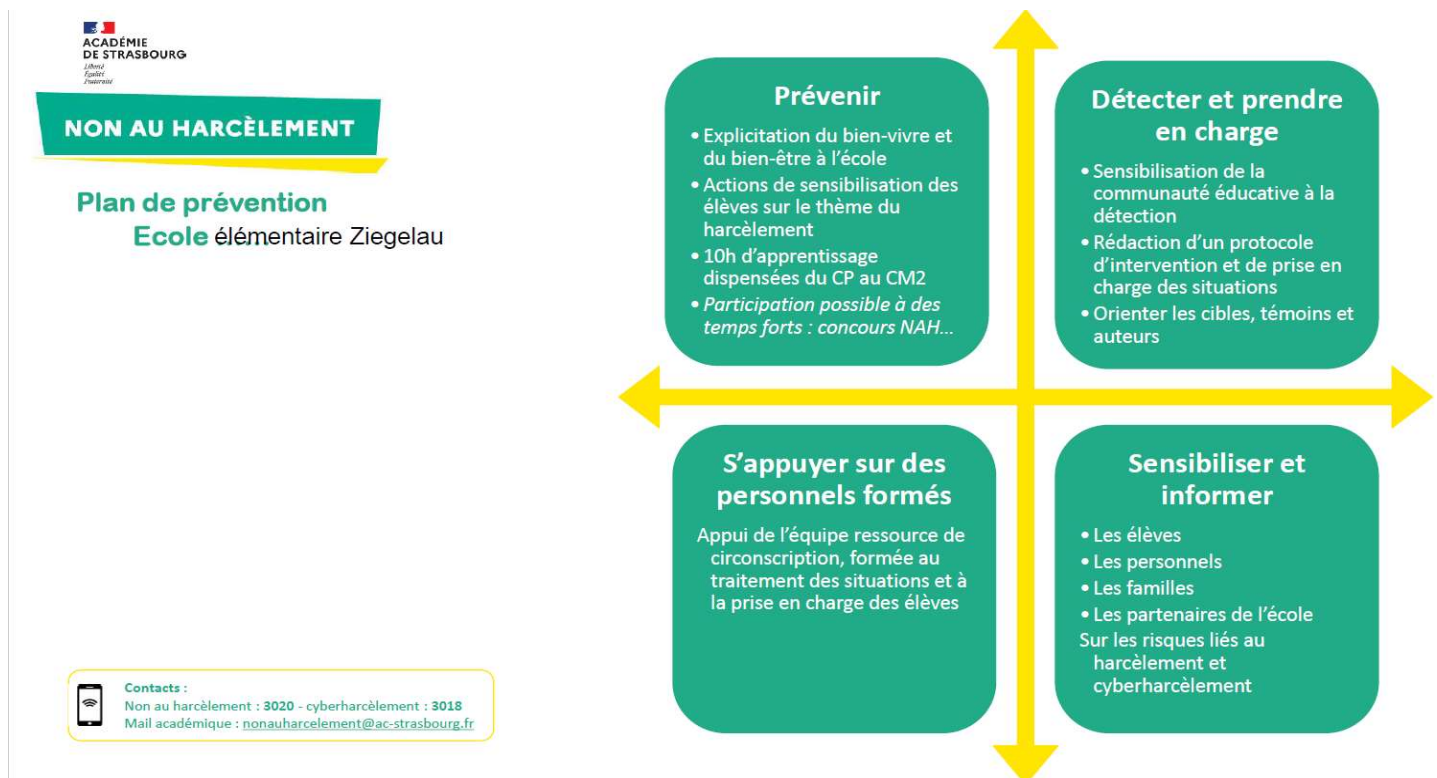 ACADÉMIE
DE STRASBOURG
Liberté
Égalité
Fraternité
NON AU HARCÈLEMENT
Plan de prévention
Ecole élémentaire Ziegelau
Contacts :
Non au harcèlement : 3020 - cyberharcèlement : 3018
Mail académique : nonauharcelement@ac-strasbourg.fr
Prévenir
• Explicitation du bien-vivre et
du bien-être à l'école
• Actions de sensibilisation des
élèves sur le thème du
harcèlement
• 10h d'apprentissage
dispensées du CP au CM2
• Participation possible à des
temps forts : concours NAH…
Détecter et prendre
en charge
• Sensibilisation de la
communauté éducative à la
détection
• Rédaction d'un protocole
d'intervention et de prise en
charge des situations
• Orienter les cibles, témoins et
auteurs
S'appuyer sur des
personnels formés
Appui de l'équipe ressource de
circonscription, formée au
traitement des situations et à
la prise en charge des élèves
Sensibiliser et
informer
• Les élèves
• Les personnels
• Les familles
• Les partenaires de l'école
Sur les risques liés au
harcèlement et
cyberharcèlement